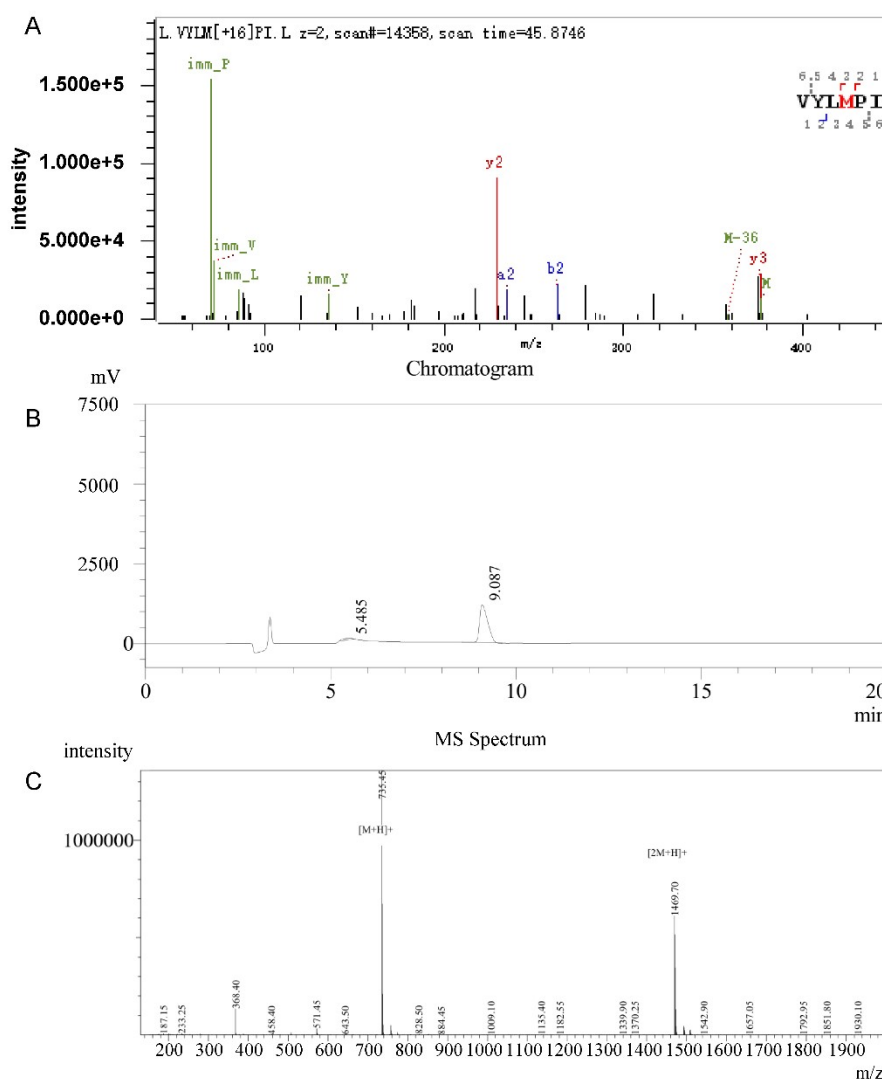 A
L.VYLM[+16]PI.L z=2,scan#=14358,scan time=45.8746
imm_P
1.500e+5
6 5 4 3 2 1
VYLMPI
1 2 3 4 5 6
1.000e+5
y2
intensity
imm_V
M-36
5.000e+4
imm_L
imm_Y
a2
b2
y3
M
0.000e+0
100
200
m/z
300
400
Chromatogram
mV
B
7500
5000
2500
5.485
9.087
0
0
5
10
15
20
min
MS Spectrum
intensity
C
735.45
[M+H]+
1000000
[2M+H]+
1469.70
187.15
233.25
368.40
458.40
571.45
643.50
828.50
884.45
1009.10
1135.40
1182.55
1339.90
1370.25
1542.90
1657.05
1792.95
1851.80
1930.10
200 300 400 500 600 700 800 900 1000 1100 1200 1300 1400 1500 1600 1700 1800 1900
m/z